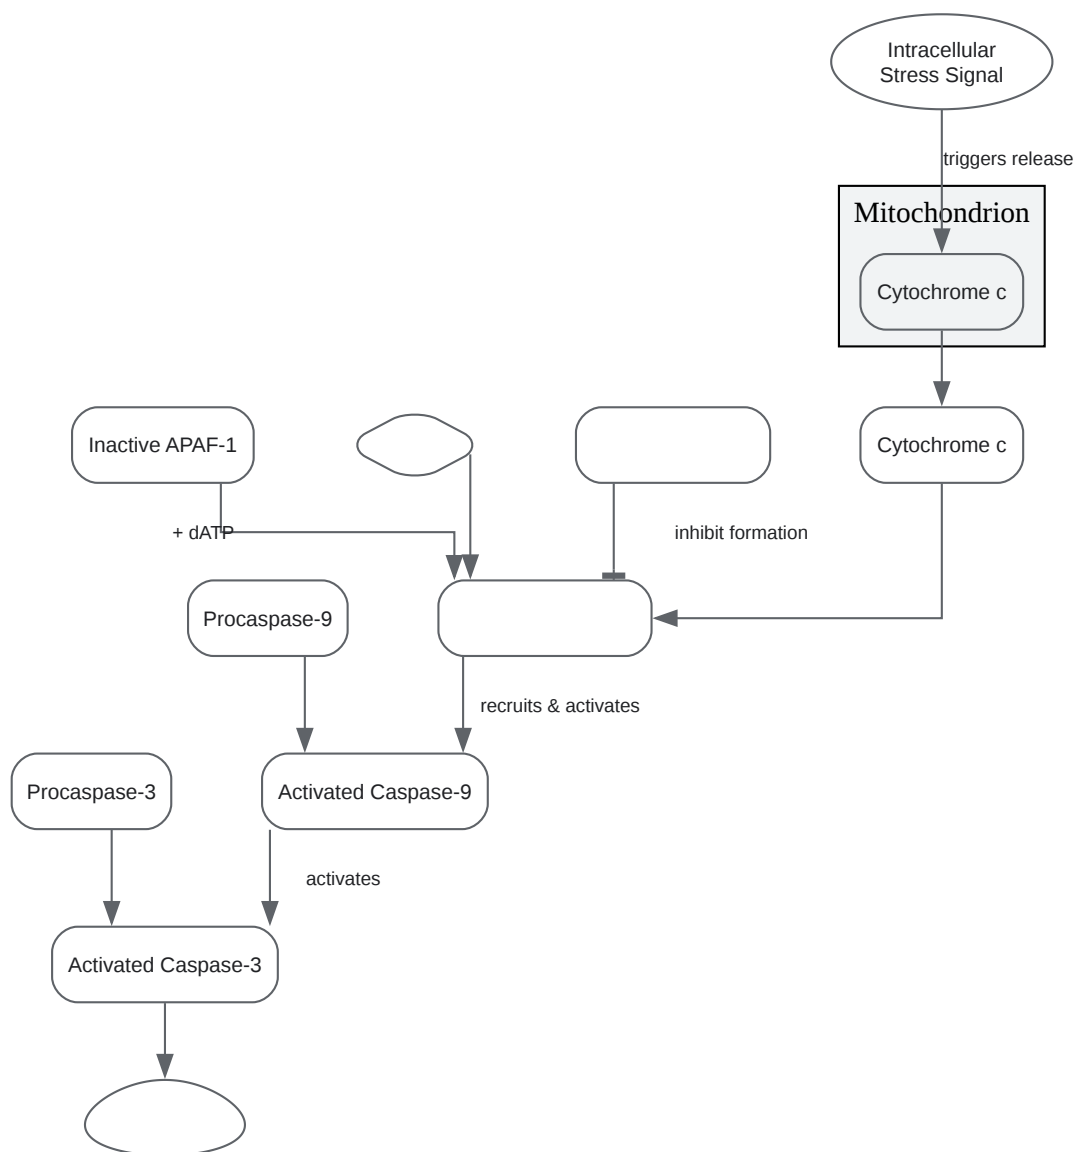 Intracellular
Stress Signal
triggers release
Mitochondrion
Cytochrome c
Inactive APAF-1
Cytochrome c
+ dATP
inhibit formation
Procaspase-9
recruits & activates
Procaspase-3
Activated Caspase-9
activates
Activated Caspase-3